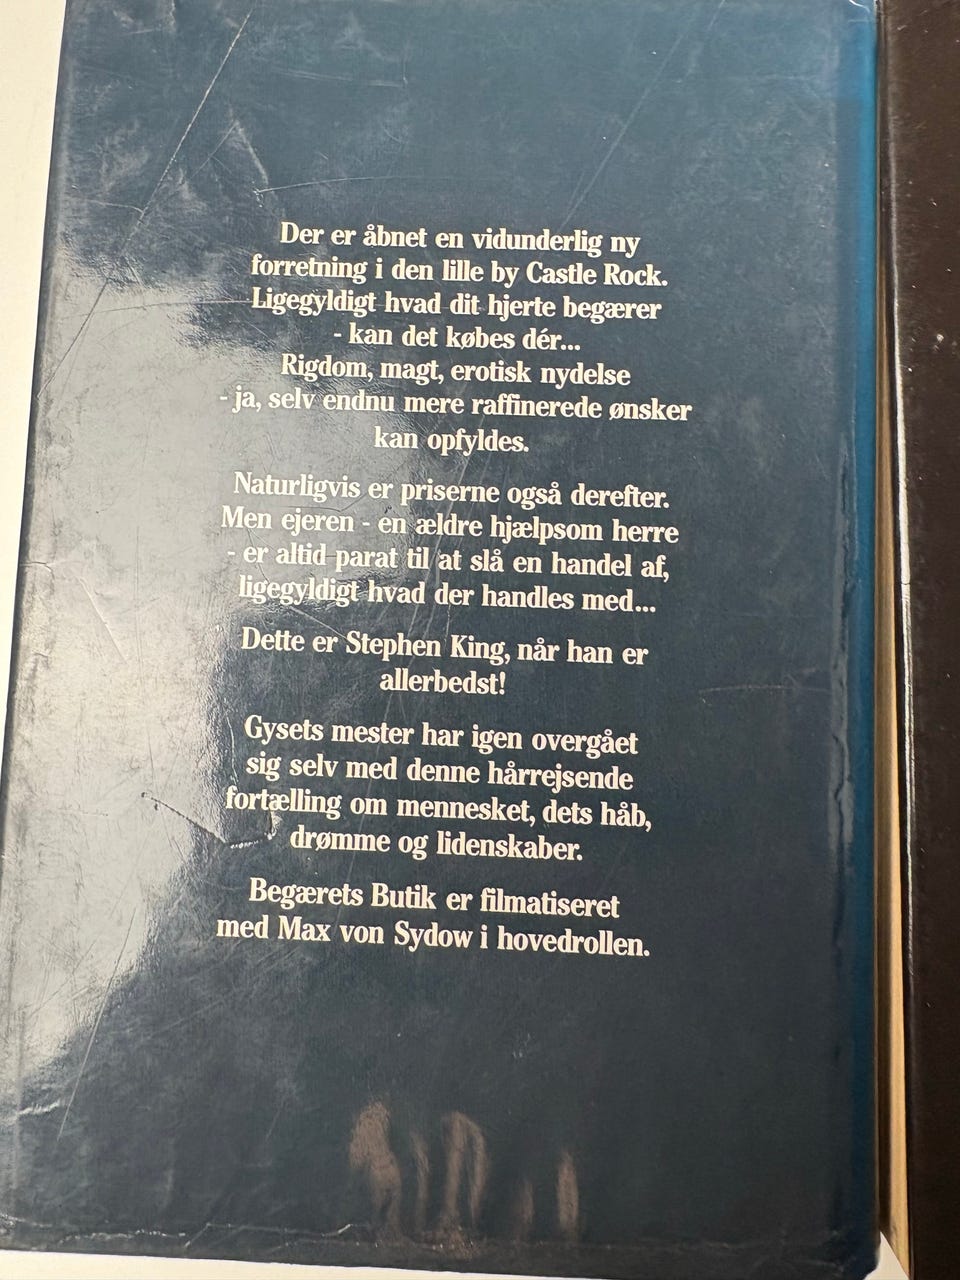 Der er åbnet en vidunderlig ny
forretning i den lille by Castle Rock.
Ligegyldigt hvad dit hjerte begærer
- kan det købes dér...
Rigdom, magt, erotisk nydelse
- ja, selv endnu mere raffinerede ønsker
kan opfyldes.
Naturligvis er priserne også derefter.
Men ejeren - en ældre hjælpsom herre
- er altid parat til at slå en handel af,
ligegyldigt hvad der handles med...
Dette er Stephen King, når han er
allerbedst!
Gysets mester har igen overgået
sig selv med denne hårrejsende
fortælling om mennesket, dets håb,
drømme og lidenskaber.
Begærets Butik er filmatiseret
med Max von Sydow i hovedrollen.